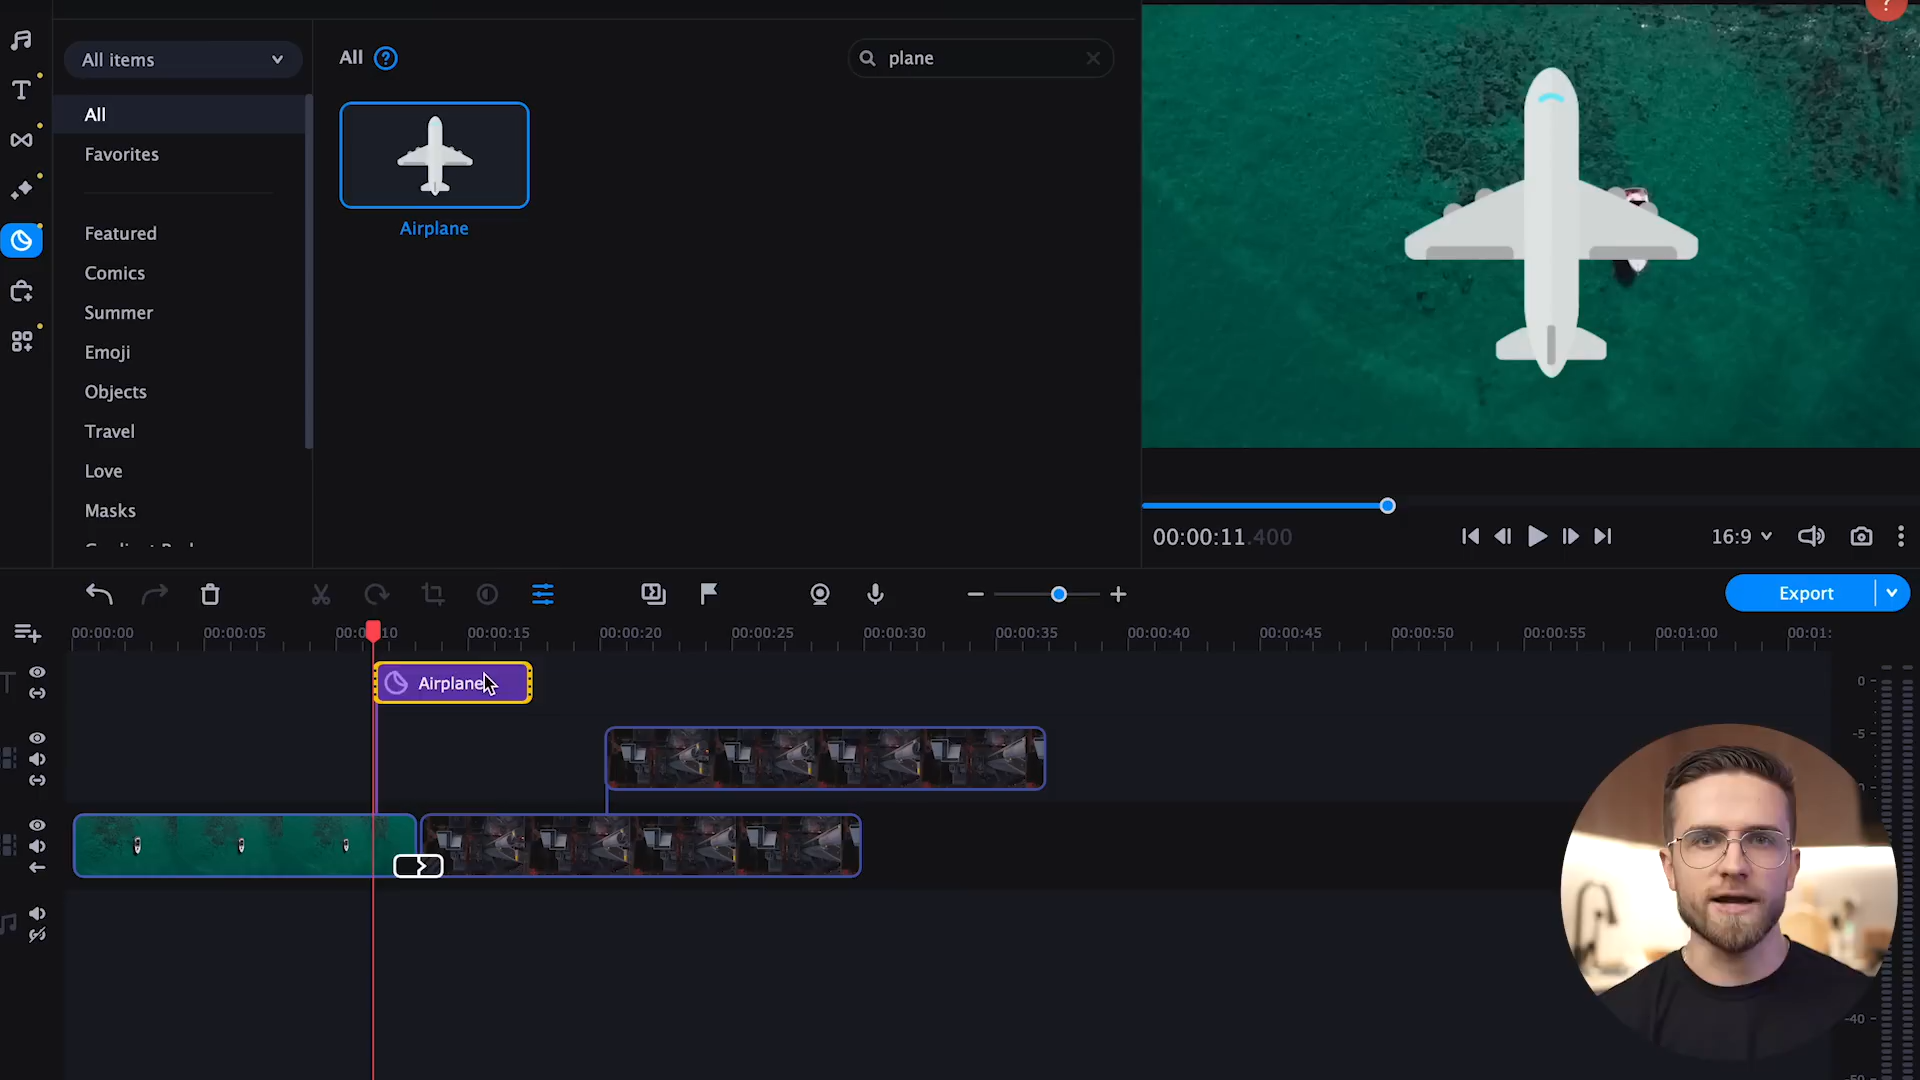 All items
All
Favorites
Featured
Comics
Summer
Emoji
Objects
Travel
Love
Masks
All ?
plane
Airplane
?
00:00:11.400
16:9
Export
00:00:00 00:00:05 00:00:10 00:00:15 00:00:20 00:00:25 00:00:30 00:00:35 00:00:40 00:00:45 00:00:50 00:00:55 00:01:00 00:01:
Airplane
0
-5
-40